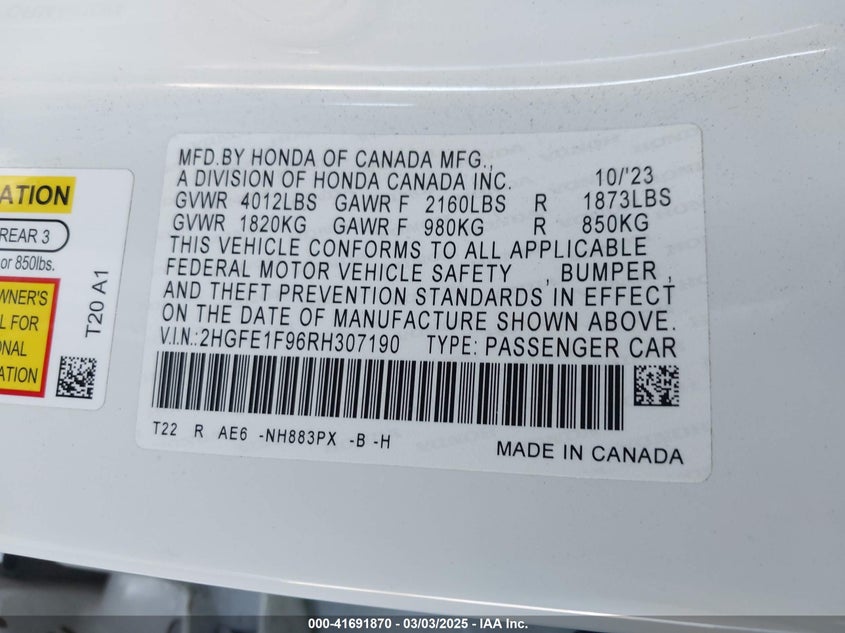 ATION
REAR 3
or 850lbs.
OWNER'S
L FOR
ONAL
ATION
T20 A1
MFD.BY HONDA OF CANADA MFG.,
A DIVISION OF HONDA CANADA INC. 10/'23
GVWR 4012LBS GAWR F 2160LBS R 1873LBS
GVWR 1820KG GAWR F 980KG R 850KG
THIS VEHICLE CONFORMS TO ALL APPLICABLE
FEDERAL MOTOR VEHICLE SAFETY , BUMPER ,
AND THEFT PREVENTION STANDARDS IN EFFECT
ON THE DATE OF MANUFACTURE SHOWN ABOVE.
V.I.N.:2HGFE1F96RH307190 TYPE: PASSENGER CAR
T22 R AE6 -NH883PX -B -H
MADE IN CANADA
000-41691870 - 03/03/2025 - IAA Inc.